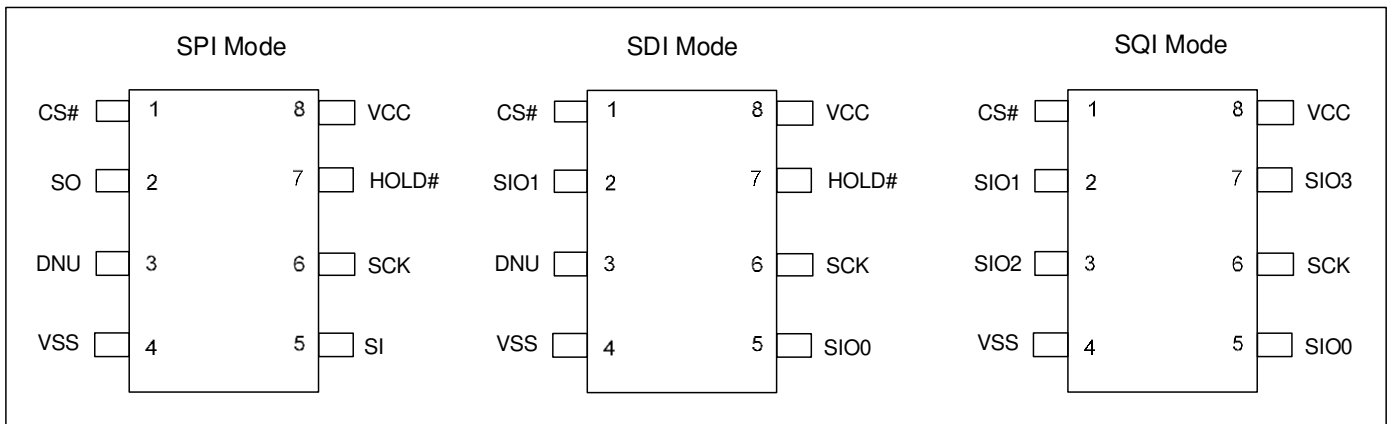 SPI Mode SDI Mode SQI Mode
CS# 1 8 VCC CS# 1 8 VCC CS# 1 8 VCC
SO 2 7 HOLD# SIO1 2 7 HOLD# SIO1 2 7 SIO3
DNU 3 6 SCK DNU 3 6 SCK SIO2 3 6 SCK
VSS 4 5 SI VSS 4 5 SIO0 VSS 4 5 SIO0